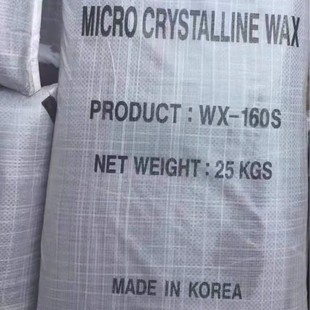 MICRO CRYSTALLINE WAX
PRODUCT : WX-160S
NET WEIGHT : 25 KGS
MADE IN KOREA